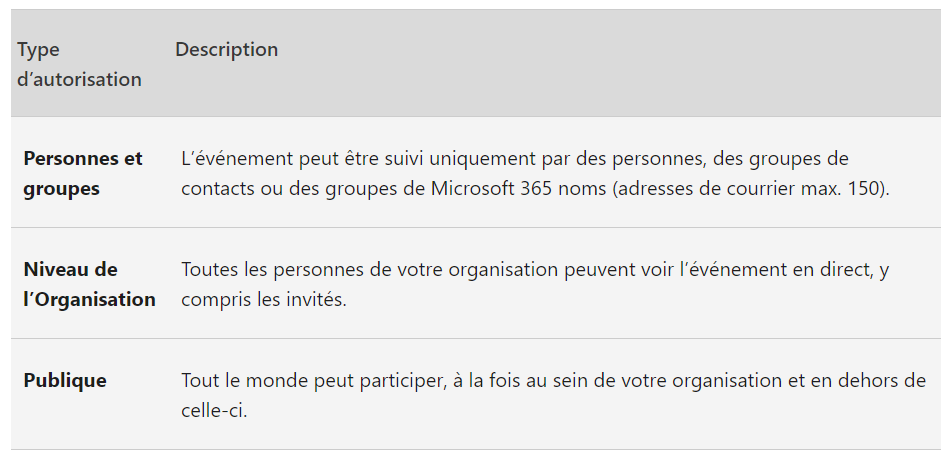 Type
d’autorisation
Description
Personnes et
groupes
L’événement peut être suivi uniquement par des personnes, des groupes de
contacts ou des groupes de Microsoft 365 noms (adresses de courrier max. 150).
Niveau de
l’Organisation
Toutes les personnes de votre organisation peuvent voir l’événement en direct, y
compris les invités.
Publique
Tout le monde peut participer, à la fois au sein de votre organisation et en dehors de
celle-ci.